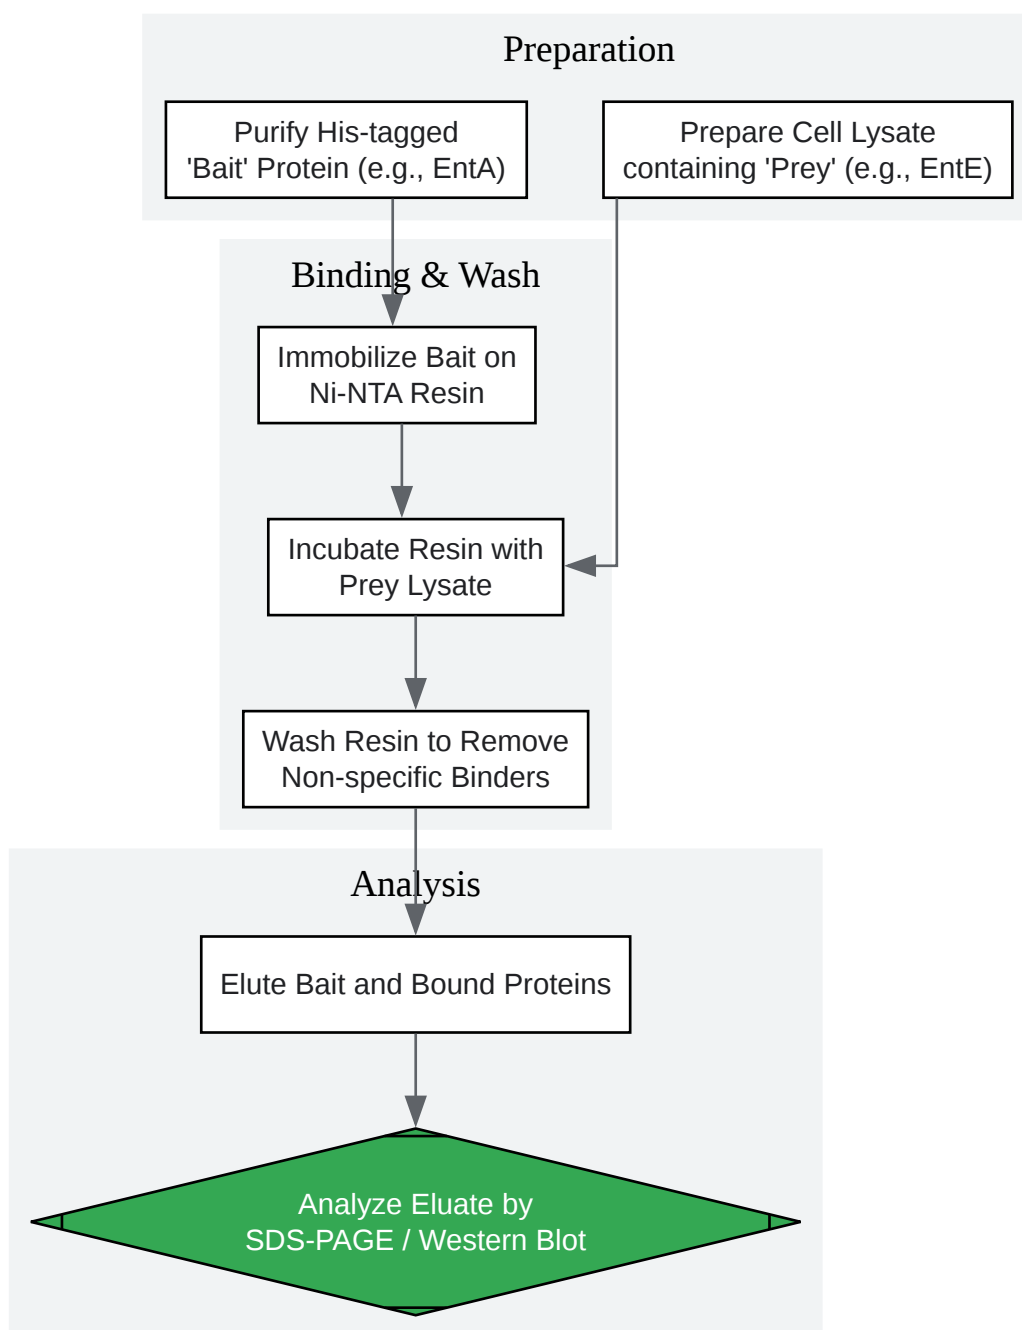 Preparation
Purify His-tagged
'Bait' Protein (e.g., EntA)
Prepare Cell Lysate
containing 'Prey' (e.g., EntE)
Binding & Wash
Immobilize Bait on
Ni-NTA Resin
Incubate Resin with
Prey Lysate
Wash Resin to Remove
Non-specific Binders
Analysis
Elute Bait and Bound Proteins
Analyze Eluate by
SDS-PAGE / Western Blot